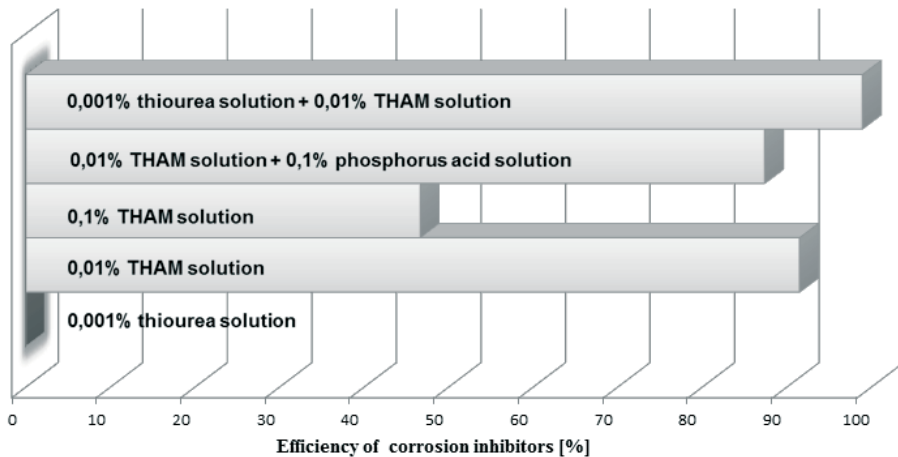 0,001% thiourea solution + 0,01% THAM solution
0,01% THAM solution + 0,1% phosphorus acid solution
0,1% THAM solution
0,01% THAM solution
0,001% thiourea solution
0 10 20 30 40 50 60 70 80 90 100
Efficiency of corrosion inhibitors [%]